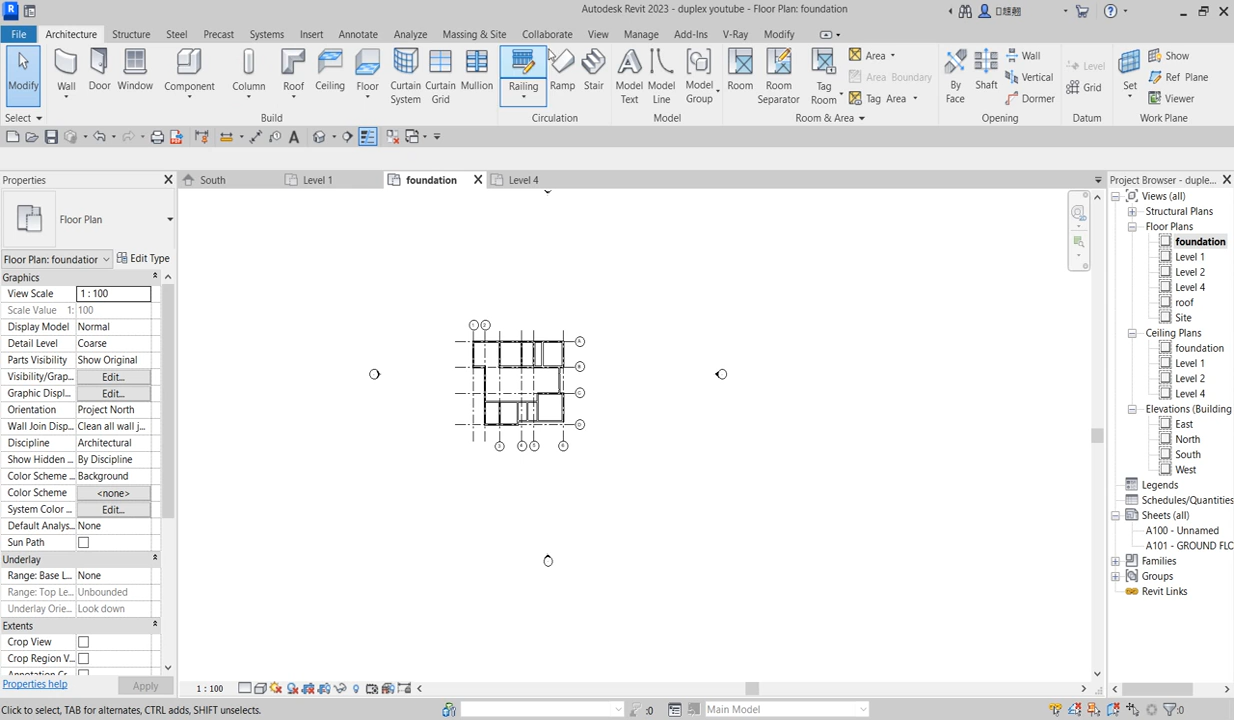 Autodesk Revit 2023 - duplex youtube - Floor Plan: foundation
File Architecture Structure Steel Precast Systems Insert Annotate Analyze Massing & Site Collaborate View Manage Add-Ins V-Ray Modify
Modify Wall Door Window Component Column Roof Ceiling Floor Curtain System Curtain Grid Mullion Railing Ramp Stair Model Text Model Line Model Group Room Room Separator Tag Room Area Area Boundary Tag Area By Face Shaft Wall Vertical Dormer Level Grid Set Show Ref Plane Viewer
Select Build Circulation Model Room & Area Opening Datum Work Plane
Properties South Level 1 foundation Level 4 Project Browser - duple...
Floor Plan
Floor Plan: foundation Edit Type
Graphics
View Scale 1 : 100
Scale Value 1: 100
Display Model Normal
Detail Level Coarse
Parts Visibility Show Original
Visibility/Grap... Edit...
Graphic Displ... Edit...
Orientation Project North
Wall Join Disp... Clean all wall j...
Discipline Architectural
Show Hidden ... By Discipline
Color Scheme ... Background
Color Scheme <none>
System Color ... Edit...
Default Analys... None
Sun Path
Underlay
Range: Base L... None
Range: Top Le... Unbounded
Underlay Orie... Look down
Extents
Crop View
Crop Region V...
Properties help Apply
1 2
A
B
C
D
3 4 5 6
Views (all)
Structural Plans
Floor Plans
foundation
Level 1
Level 2
Level 4
roof
Site
Ceiling Plans
foundation
Level 1
Level 2
Level 4
Elevations (Building
East
North
South
West
Legends
Schedules/Quantities
Sheets (all)
A100 - Unnamed
A101 - GROUND FLC
Families
Groups
Revit Links
1 : 100
Click to select, TAB for alternates, CTRL adds, SHIFT unselects. :0 Main Model :0